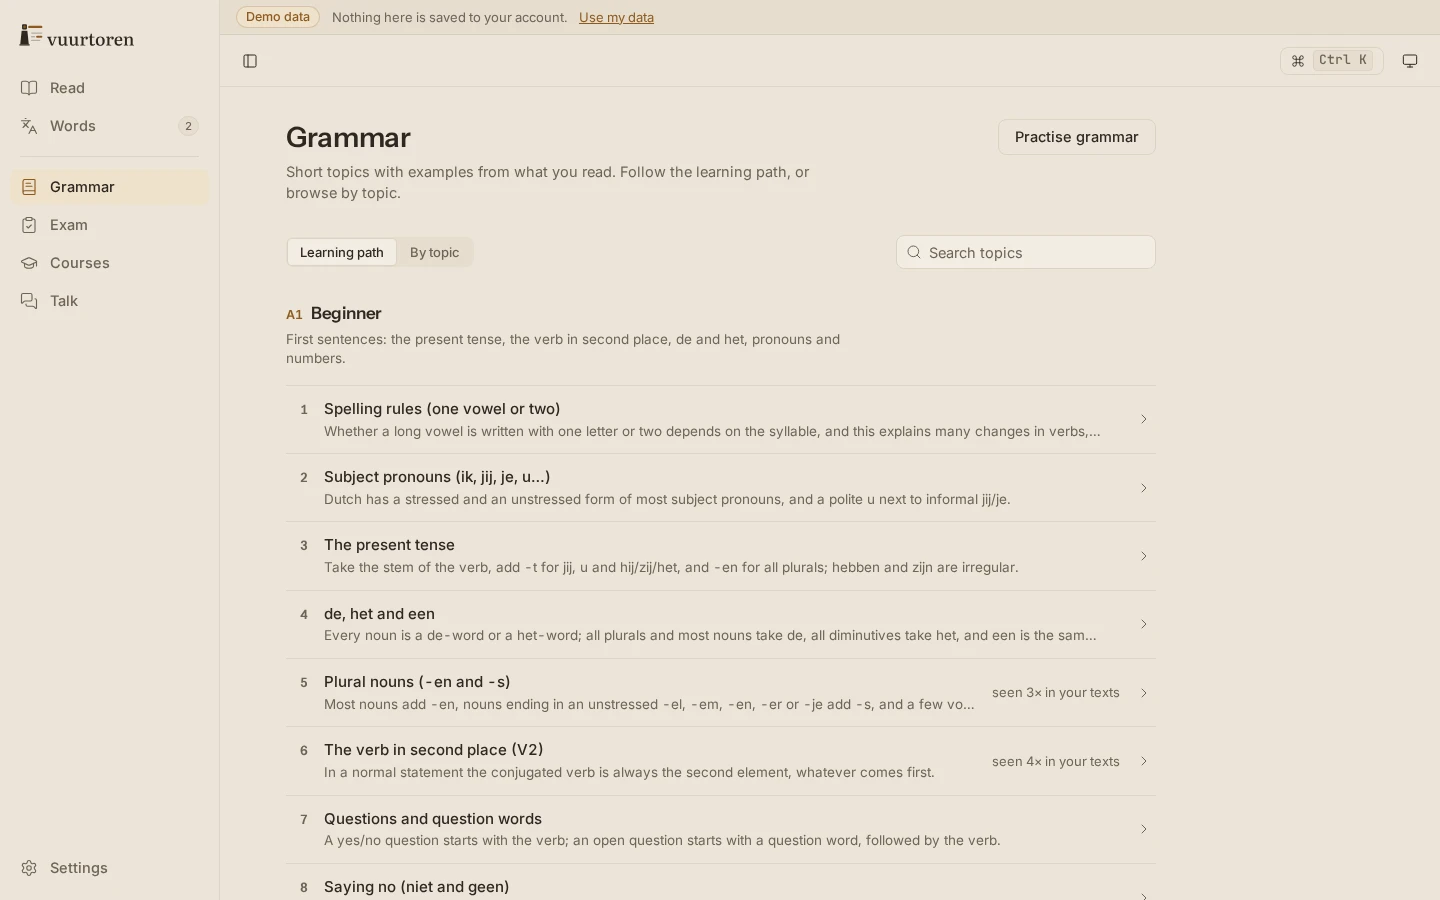 Demo data
Nothing here is saved to your account.
Use my data
vuurtoren
Read
Words
2
Grammar
Exam
Courses
Talk
Settings
Ctrl K
Grammar
Practise grammar
Short topics with examples from what you read. Follow the learning path, or
browse by topic.
Learning path
By topic
Search topics
A1 Beginner
First sentences: the present tense, the verb in second place, de and het, pronouns and
numbers.
1
Spelling rules (one vowel or two)
Whether a long vowel is written with one letter or two depends on the syllable, and this explains many changes in verbs,...
2
Subject pronouns (ik, jij, je, u...)
Dutch has a stressed and an unstressed form of most subject pronouns, and a polite u next to informal jij/je.
3
The present tense
Take the stem of the verb, add -t for jij, u and hij/zij/het, and -en for all plurals; hebben and zijn are irregular.
4
de, het and een
Every noun is a de-word or a het-word; all plurals and most nouns take de, all diminutives take het, and een is the sam...
5
Plural nouns (-en and -s)
Most nouns add -en, nouns ending in an unstressed -el, -em, -en, -er or -je add -s, and a few vo...
seen 3× in your texts
6
The verb in second place (V2)
In a normal statement the conjugated verb is always the second element, whatever comes first.
seen 4× in your texts
7
Questions and question words
A yes/no question starts with the verb; an open question starts with a question word, followed by the verb.
8
Saying no (niet and geen)